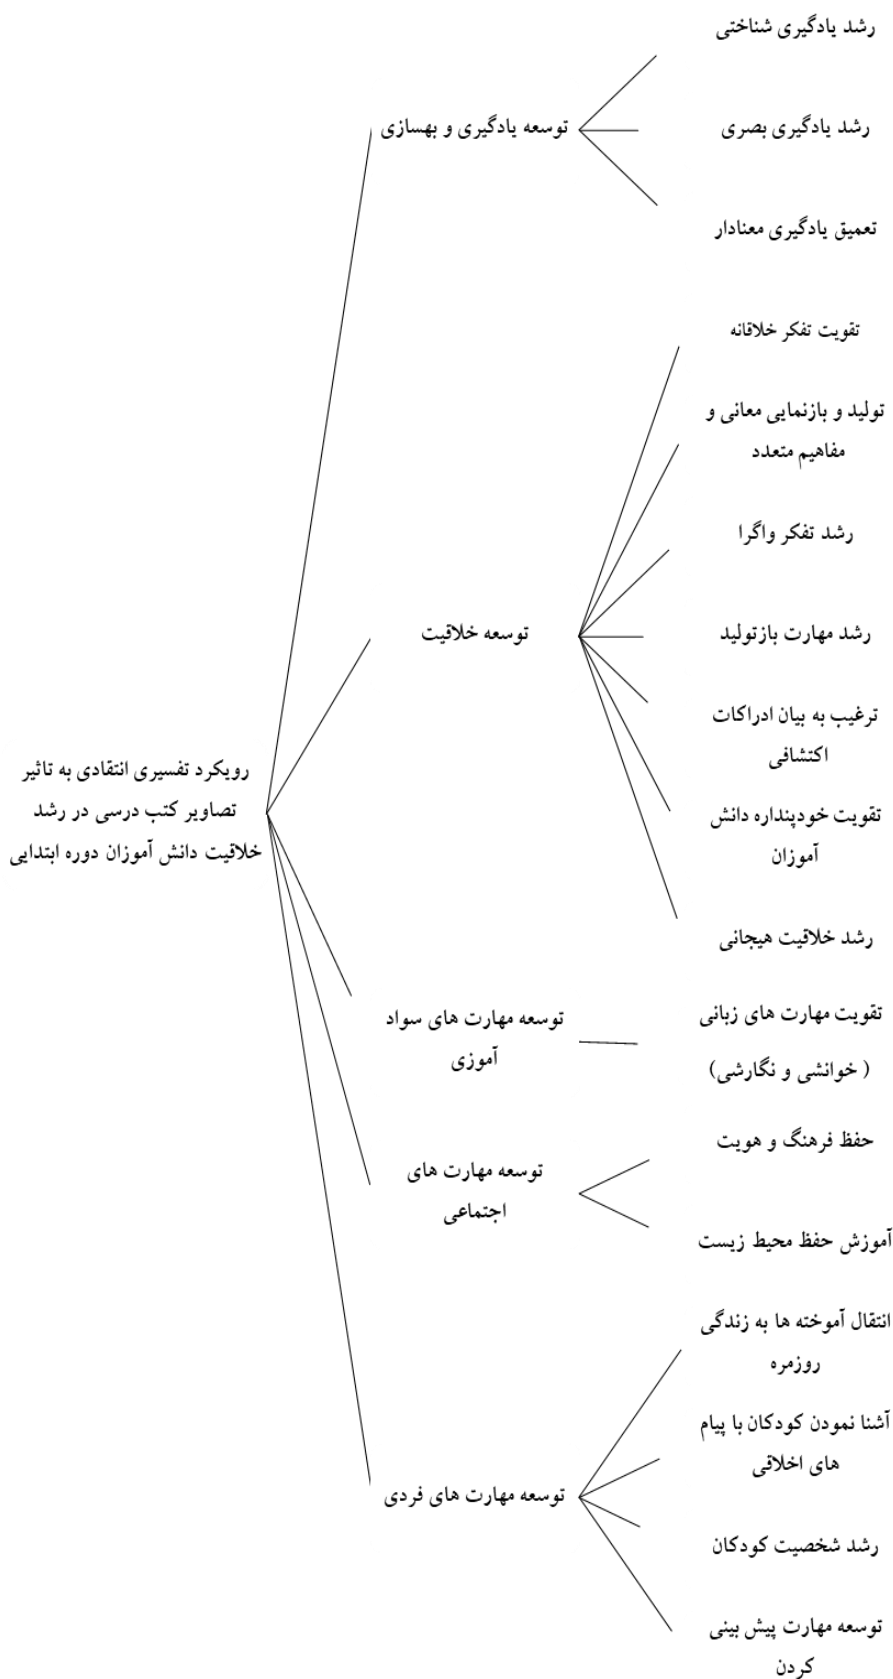 رشد یادگیری شناختی
توسعه یادگیری و بهسازی
رشد یادگیری بصری
تعمیق یادگیری معنادار
تقویت تفکر خلاقانه
تولید و بازنمایی معانی و
مفاهیم متعدد
رشد تفکر واگرا
توسعه خلاقیت
رشد مهارت بازتولید
ترغیب به بیان ادراکات
اکتشافی
تقویت خودپنداره دانش
آموزان
رشد خلاقیت هیجانی
رویکرد تفسیری انتقادی به تاثیر
تصاویر کتب درسی در رشد
خلاقیت دانش آموزان دوره ابتدایی
توسعه مهارت های سواد
آموزی
تقویت مهارت های زبانی
( خوانشی و نگارشی)
توسعه مهارت های
اجتماعی
حفظ فرهنگ و هویت
آموزش حفظ محیط زیست
توسعه مهارت های فردی
انتقال آموخته ها به زندگی
روزمره
آشنا نمودن کودکان با پیام
های اخلاقی
رشد شخصیت کودکان
توسعه مهارت پیش بینی
کردن